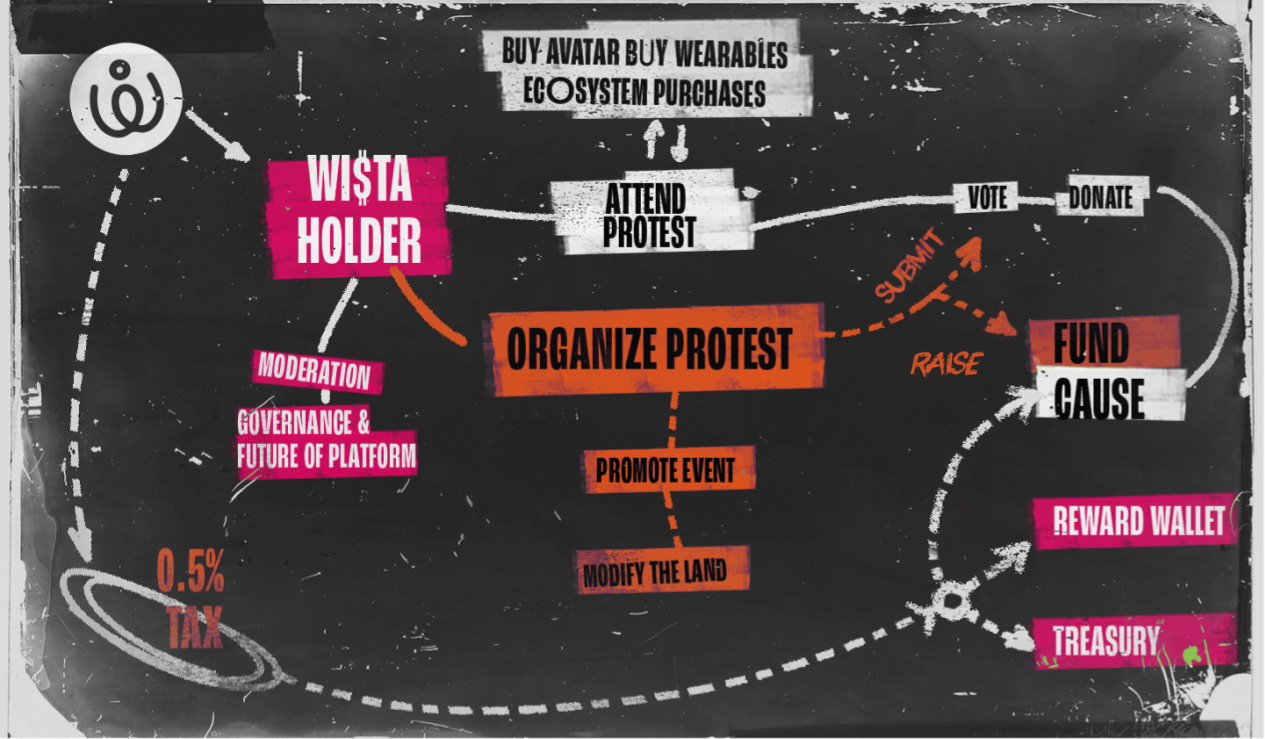 BUY AVATAR BUY WEARABLES
ECOSYSTEM PURCHASES
WI$TA
HOLDER
ATTEND
PROTEST
VOTE
DONATE
SUBMIT
ORGANIZE PROTEST
RAISE
FUND
CAUSE
MODERATION
GOVERNANCE &
FUTURE OF PLATFORM
PROMOTE EVENT
MODIFY THE LAND
REWARD WALLET
0.5%
TAX
TREASURY